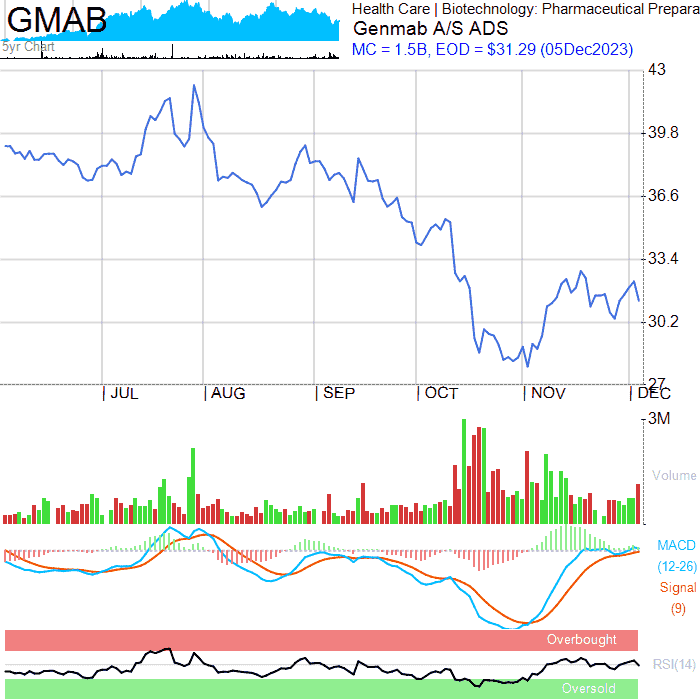 GMAB
5yr Chart
Health Care | Biotechnology: Pharmaceutical Prepara
Genmab A/S ADS
MC = 1.5B, EOD = $31.29 (05Dec2023)
43
39.8
36.6
33.4
30.2
27
| JUL | AUG | SEP | OCT | NOV | DEC
3M
Volume
MACD
(12-26)
Signal
(9)
Overbought
RSI(14)
Oversold